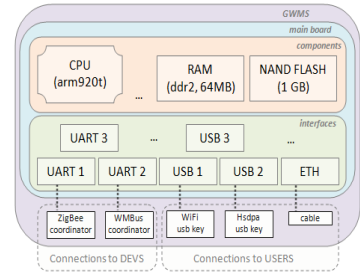 GWMS
main board
components
CPU
(arm920t)
...
RAM
(ddr2, 64MB)
NAND FLASH
(1 GB)
interfaces
UART 3
...
USB 3
...
UART 1
UART 2
USB 1
USB 2
ETH
ZigBee
coordinator
WMBus
coordinator
WiFi
usb key
Hsdpa
usb key
cable
Connections to DEVS
Connections to USERS